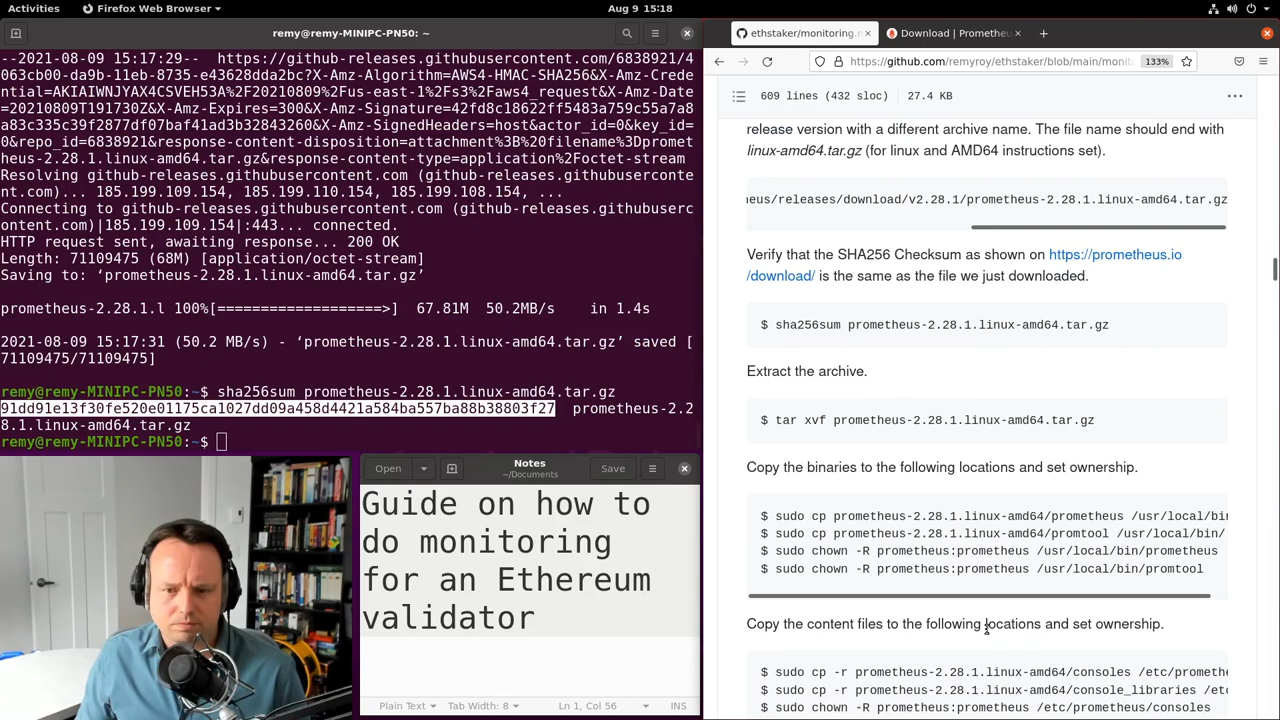 Activities
Firefox Web Browser
Aug 9 15:18
remy@remy-MINIPC-PN50: ~
--2021-08-09 15:17:29--  https://github-releases.githubusercontent.com/6838921/4
063cb00-da9b-11eb-8735-e43628dda2bc?X-Amz-Algorithm=AWS4-HMAC-SHA256&X-Amz-Crede
ntial=AKIAIWNJYAX4CSVEH53A%2F20210809%2Fus-east-1%2Fs3%2Faws4_request&X-Amz-Date
=20210809T191730Z&X-Amz-Expires=300&X-Amz-Signature=42fd8c18622ff5483a759c55a7a8
a83c335c39f2877df07baf41ad3b32843260&X-Amz-SignedHeaders=host&actor_id=0&key_id=
0&repo_id=6838921&response-content-disposition=attachment%3B%20filename%3Dpromet
heus-2.28.1.linux-amd64.tar.gz&response-content-type=application%2Foctet-stream
Resolving github-releases.githubusercontent.com (github-releases.githubuserconte
nt.com)... 185.199.109.154, 185.199.110.154, 185.199.108.154, ...
Connecting to github-releases.githubusercontent.com (github-releases.githubuserc
ontent.com)|185.199.109.154|:443... connected.
HTTP request sent, awaiting response... 200 OK
Length: 71109475 (68M) [application/octet-stream]
Saving to: ‘prometheus-2.28.1.linux-amd64.tar.gz’
prometheus-2.28.1.l 100%[==================>]  67.81M  50.2MB/s    in 1.4s
2021-08-09 15:17:31 (50.2 MB/s) - ‘prometheus-2.28.1.linux-amd64.tar.gz’ saved [
71109475/71109475]
remy@remy-MINIPC-PN50:~$ sha256sum prometheus-2.28.1.linux-amd64.tar.gz
91dd91e13f30fe520e01175ca1027dd09a458d4421a584ba557ba88b38803f27  prometheus-2.2
8.1.linux-amd64.tar.gz
remy@remy-MINIPC-PN50:~$
Open
Notes
~/Documents
Save
Guide on how to
do monitoring
for an Ethereum
validator
Plain Text
Tab Width: 8
Ln 1, Col 56
INS
ethstaker/monitoring.m
Download | Prometheu
https://github.com/remyroy/ethstaker/blob/main/monit
133%
609 lines (432 sloc)
27.4 KB
release version with a different archive name. The file name should end with
linux-amd64.tar.gz (for linux and AMD64 instructions set).
eus/releases/download/v2.28.1/prometheus-2.28.1.linux-amd64.tar.gz
Verify that the SHA256 Checksum as shown on https://prometheus.io
/download/ is the same as the file we just downloaded.
$ sha256sum prometheus-2.28.1.linux-amd64.tar.gz
Extract the archive.
$ tar xvf prometheus-2.28.1.linux-amd64.tar.gz
Copy the binaries to the following locations and set ownership.
$ sudo cp prometheus-2.28.1.linux-amd64/prometheus /usr/local/bin
$ sudo cp prometheus-2.28.1.linux-amd64/promtool /usr/local/bin/
$ sudo chown -R prometheus:prometheus /usr/local/bin/prometheus
$ sudo chown -R prometheus:prometheus /usr/local/bin/promtool
Copy the content files to the following locations and set ownership.
$ sudo cp -r prometheus-2.28.1.linux-amd64/consoles /etc/prometh
$ sudo cp -r prometheus-2.28.1.linux-amd64/console_libraries /etc
$ sudo chown -R prometheus:prometheus /etc/prometheus/consoles